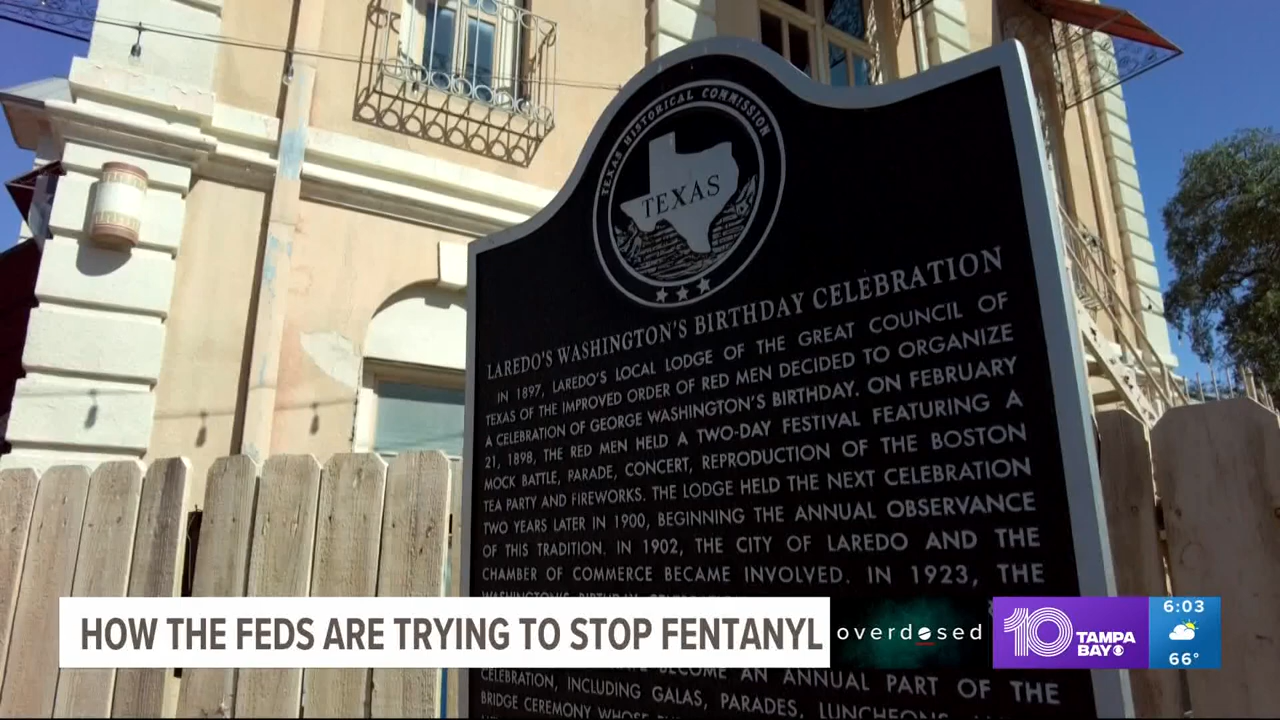 TEXAS HISTORICAL COMMISSION
TEXAS
LAREDO'S WASHINGTON'S BIRTHDAY CELEBRATION
IN 1897, LAREDO'S LOCAL LODGE OF THE GREAT COUNCIL OF
TEXAS OF THE IMPROVED ORDER OF RED MEN DECIDED TO ORGANIZE
A CELEBRATION OF GEORGE WASHINGTON'S BIRTHDAY. ON FEBRUARY
21, 1898, THE RED MEN HELD A TWO-DAY FESTIVAL FEATURING A
MOCK BATTLE, PARADE, CONCERT, REPRODUCTION OF THE BOSTON
TEA PARTY AND FIREWORKS. THE LODGE HELD THE NEXT CELEBRATION
TWO YEARS LATER IN 1900, BEGINNING THE ANNUAL OBSERVANCE
OF THIS TRADITION. IN 1902, THE CITY OF LAREDO AND THE
CHAMBER OF COMMERCE BECAME INVOLVED. IN 1923, THE
WASHINGTON'S BIRTHDAY
HOW THE FEDS ARE TRYING TO STOP FENTANYL
overdosed
10 TAMPA BAY
6:03
66°
BECOME AN ANNUAL PART OF THE
CELEBRATION, INCLUDING GALAS, PARADES, LUNCHEONS,
BRIDGE CEREMONY WHOSE